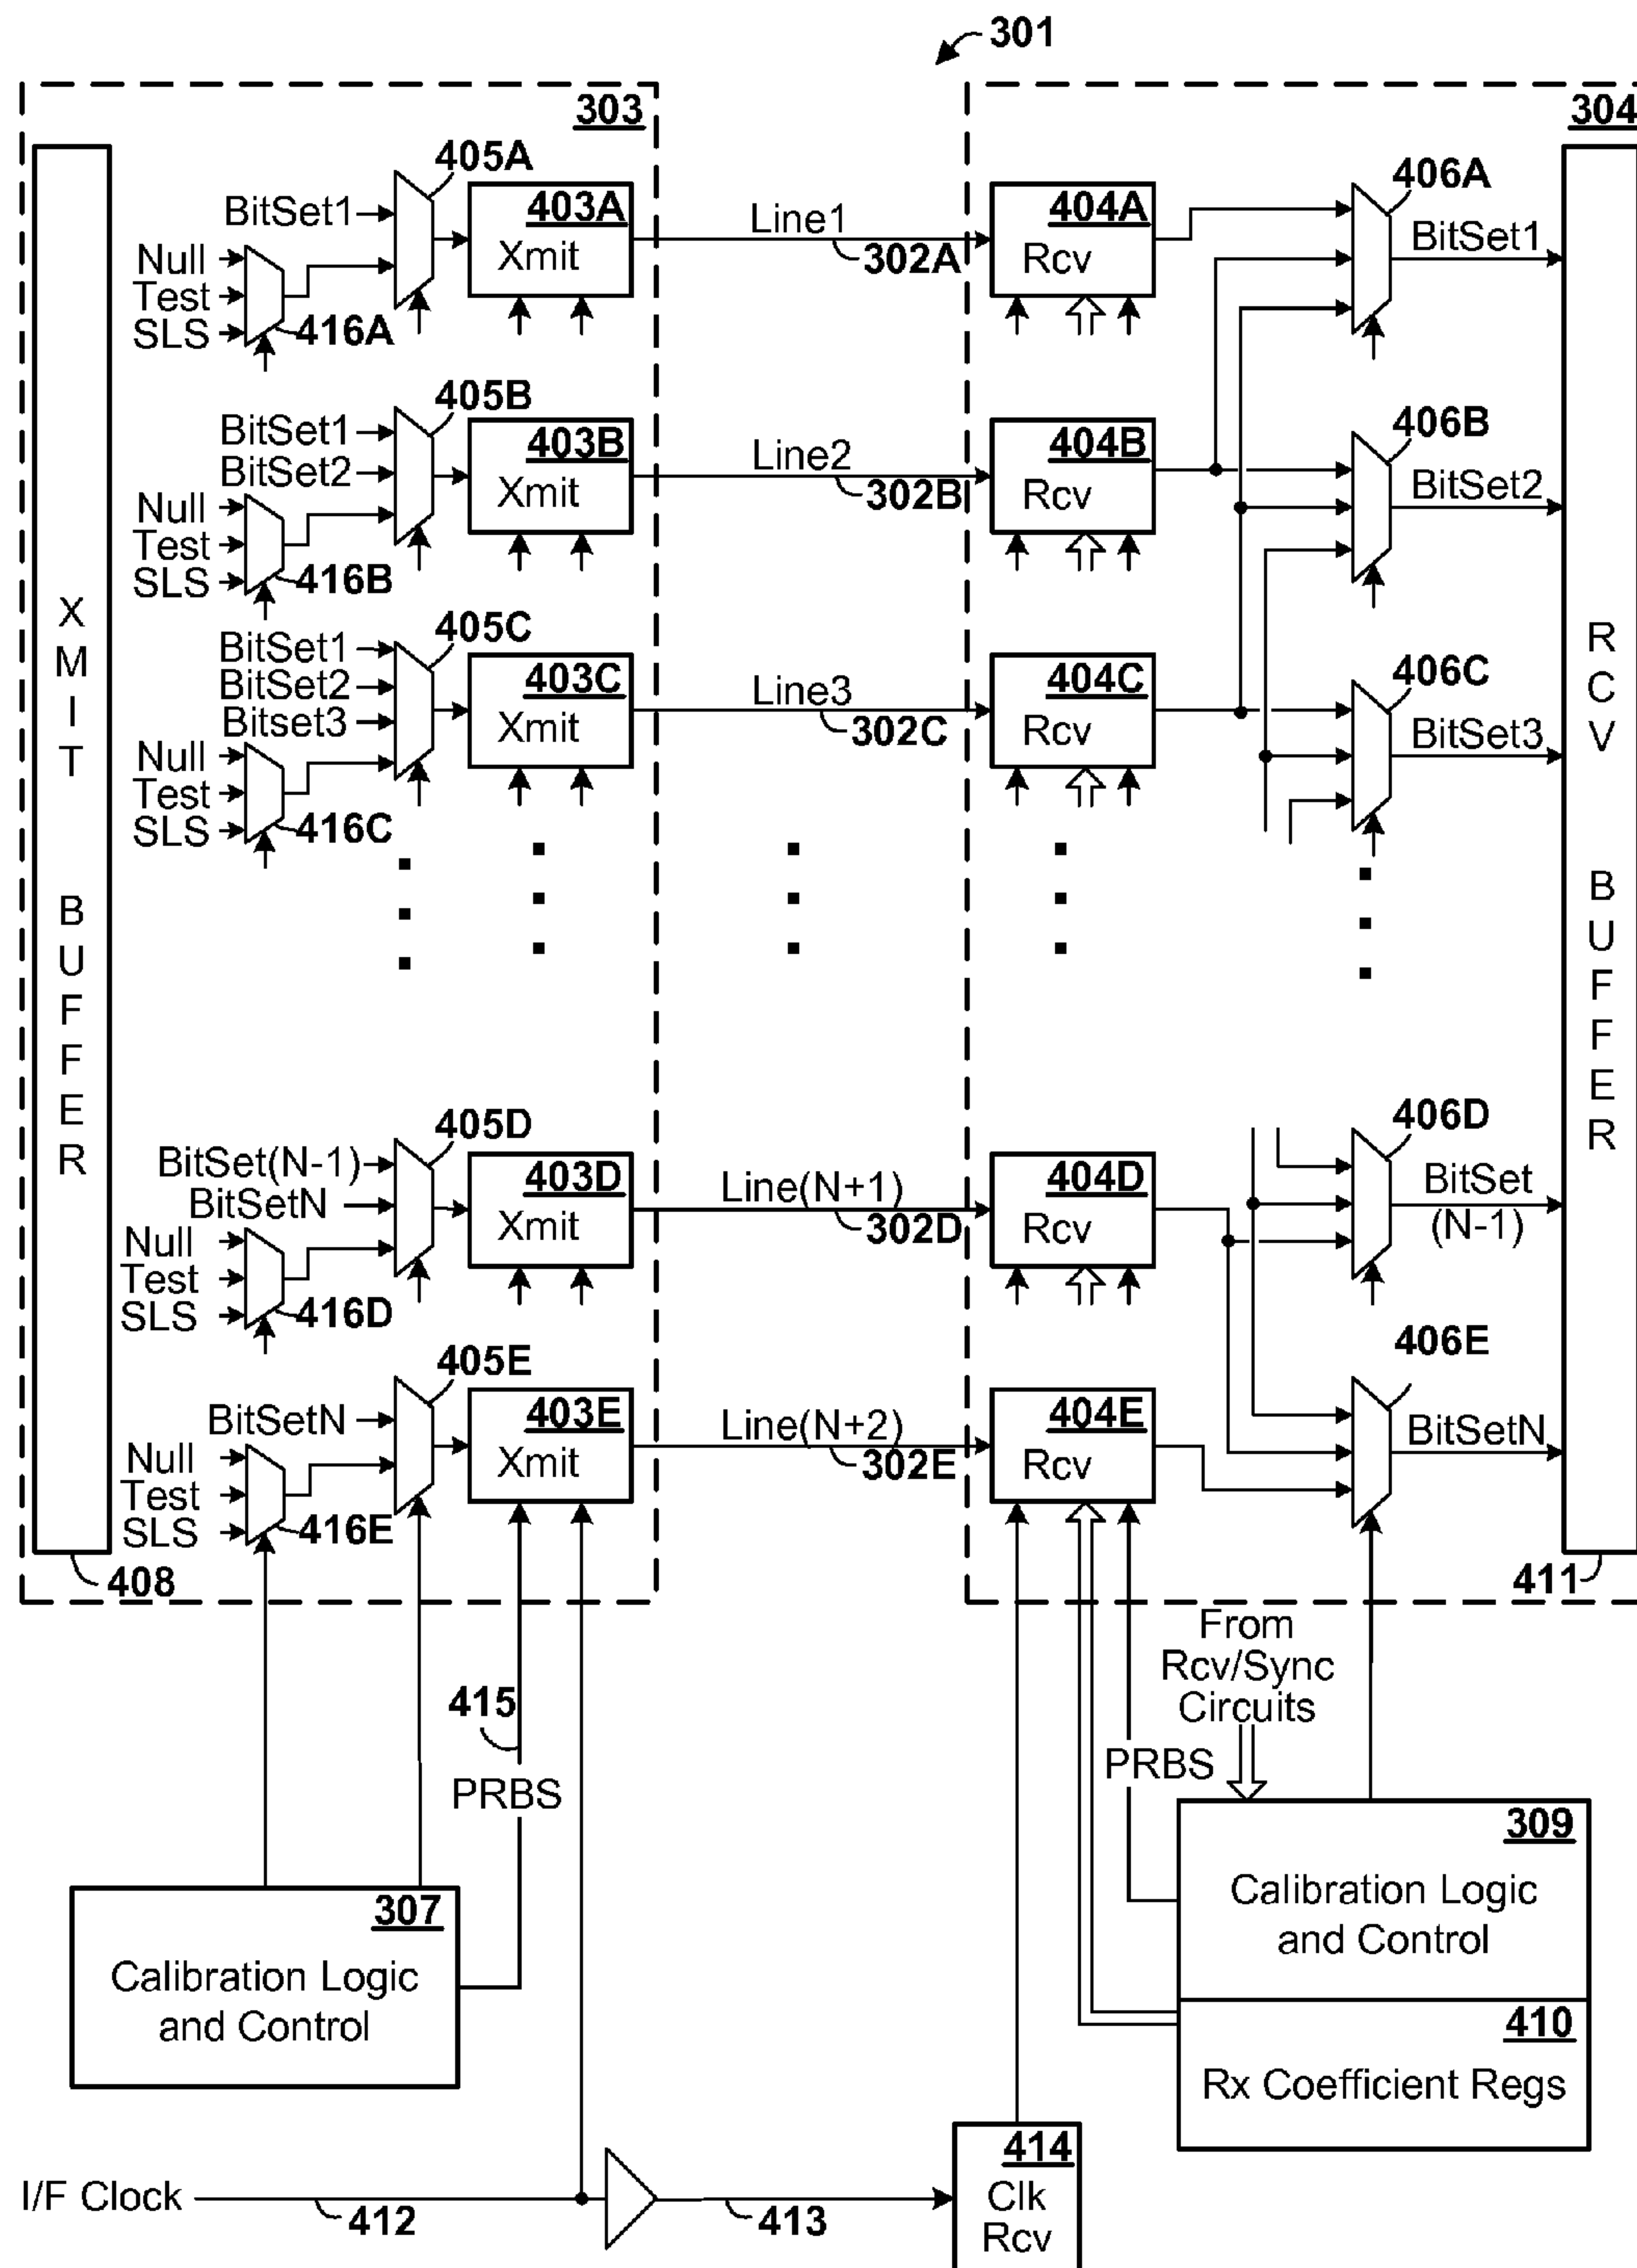 301
303
304
XMIT BUFFER
405A
BitSet1
403A
Xmit
Null
Test
SLS
416A
Line1
302A
404A
Rcv
406A
BitSet1
405B
BitSet1
BitSet2
403B
Xmit
Null
Test
SLS
416B
Line2
302B
404B
Rcv
406B
BitSet2
405C
BitSet1
BitSet2
Bitset3
403C
Xmit
Null
Test
SLS
416C
Line3
302C
404C
Rcv
406C
BitSet3
RCV BUFFER
405D
BitSet(N-1)
BitSetN
403D
Xmit
Null
Test
SLS
416D
Line(N+1)
302D
404D
Rcv
406D
BitSet
(N-1)
405E
BitSetN
403E
Xmit
Null
Test
SLS
416E
Line(N+2)
302E
404E
Rcv
406E
BitSetN
408
411
From
Rcv/Sync
Circuits
415
PRBS
PRBS
307
Calibration Logic
and Control
309
Calibration Logic
and Control
410
Rx Coefficient Regs
I/F Clock
412
413
414
Clk
Rcv